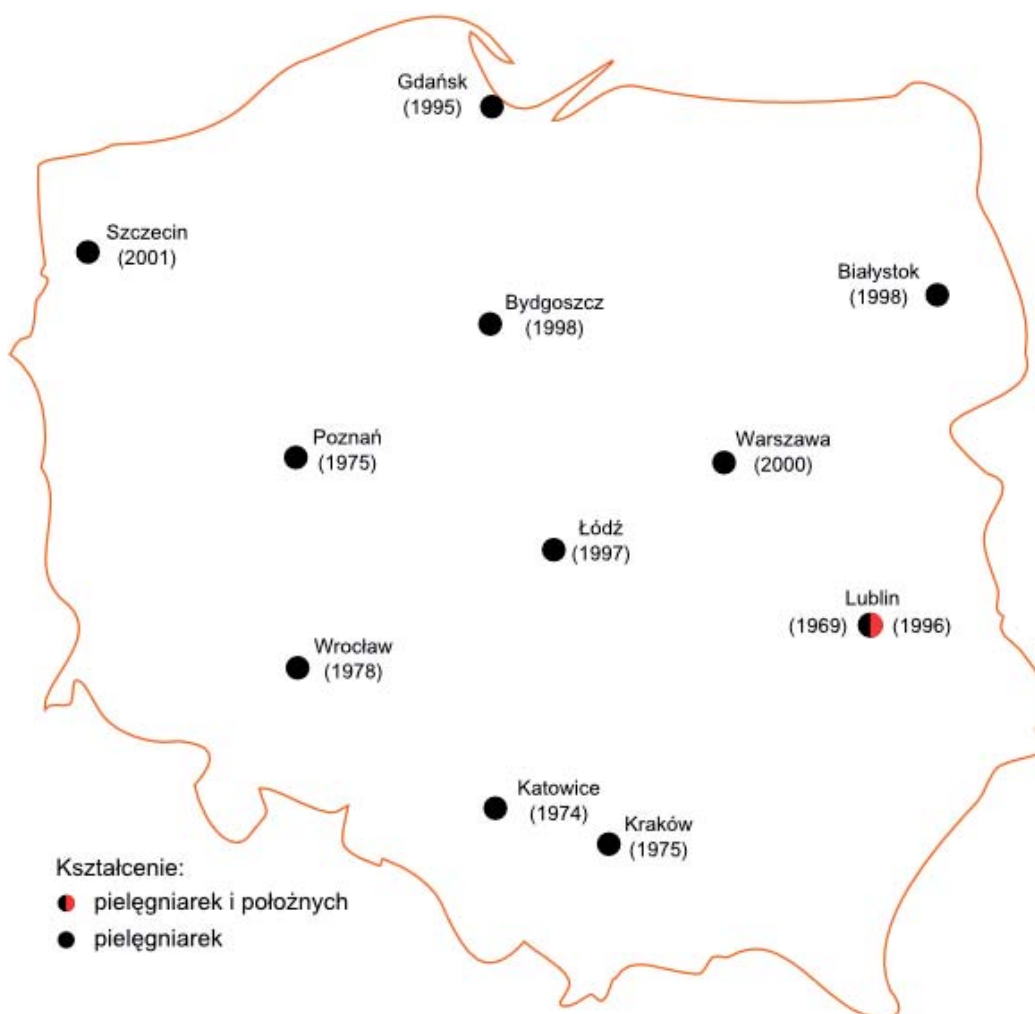 Gdańsk
(1995)
Szczecin
(2001)
Białystok
(1998)
Bydgoszcz
(1998)
Poznań
(1975)
Warszawa
(2000)
Łódź
(1997)
Lublin
(1969) (1996)
Wrocław
(1978)
Katowice
(1974)
Kraków
(1975)
Kształcenie:
pielęgniarek i położnych
pielęgniarek